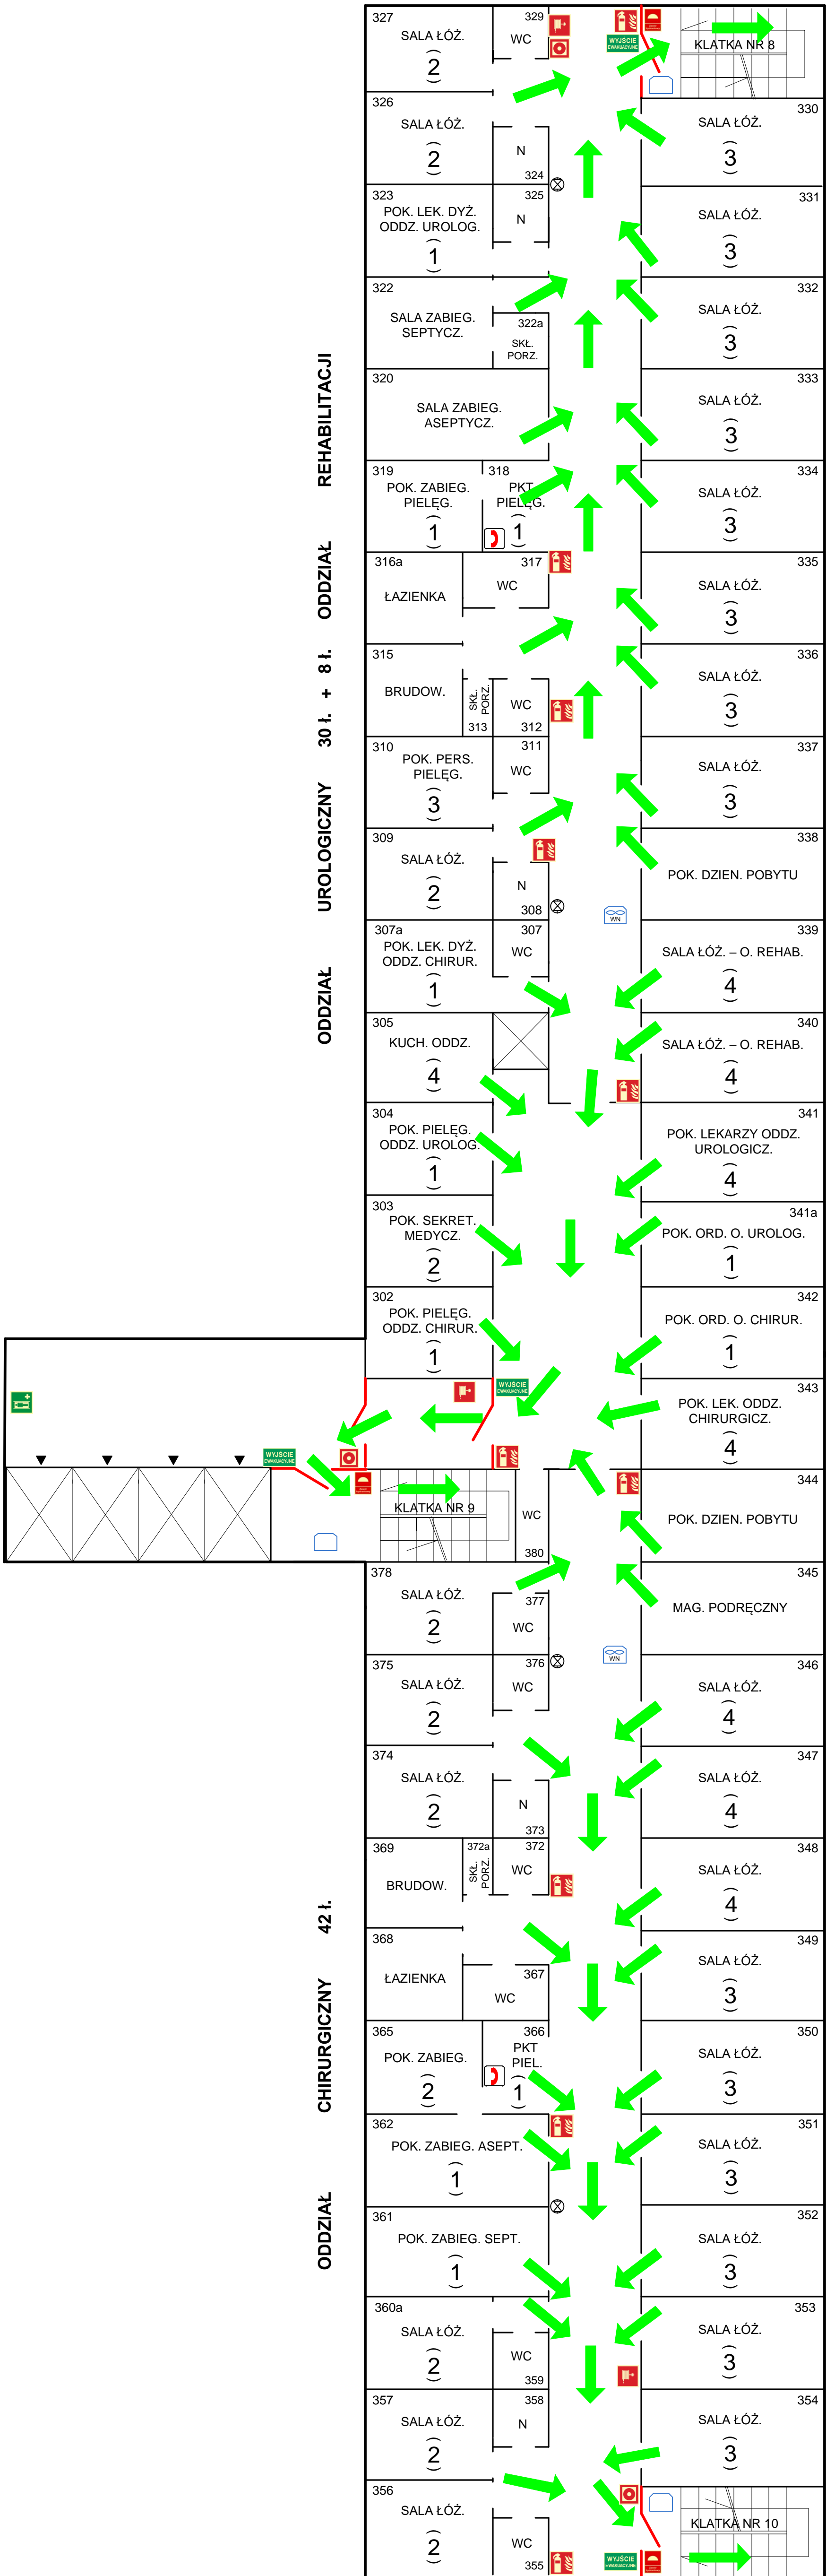 327
SALA ŁÓŻ.
(2)
329
WC
WYJŚCIE
EWAKUACYJNE
KLATKA NR 8
326
SALA ŁÓŻ.
(2)
N
324
330
SALA ŁÓŻ.
(3)
323
POK. LEK. DYŻ.
ODDZ. UROLOG.
(1)
325
N
331
SALA ŁÓŻ.
(3)
322
SALA ZABIEG.
SEPTYCZ.
322a
SKŁ.
PORZ.
332
SALA ŁÓŻ.
(3)
320
SALA ZABIEG.
ASEPTYCZ.
333
SALA ŁÓŻ.
(3)
319
POK. ZABIEG.
PIELĘG.
(1)
318
PKT
PIELĘG.
(1)
334
SALA ŁÓŻ.
(3)
316a
ŁAZIENKA
317
WC
335
SALA ŁÓŻ.
(3)
315
BRUDOW.
SKŁ.
PORZ.
313
WC
312
336
SALA ŁÓŻ.
(3)
310
POK. PERS.
PIELĘG.
(3)
311
WC
337
SALA ŁÓŻ.
(3)
309
SALA ŁÓŻ.
(2)
N
308
WN
338
POK. DZIEN. POBYTU
307a
POK. LEK. DYŻ.
ODDZ. CHIRUR.
(1)
307
WC
339
SALA ŁÓŻ. – O. REHAB.
(4)
305
KUCH. ODDZ.
(4)
340
SALA ŁÓŻ. – O. REHAB.
(4)
304
POK. PIELĘG.
ODDZ. UROLOG.
(1)
341
POK. LEKARZY ODDZ.
UROLOGICZ.
(4)
303
POK. SEKRET.
MEDYCZ.
(2)
341a
POK. ORD. O. UROLOG.
(1)
302
POK. PIELĘG.
ODDZ. CHIRUR.
(1)
342
POK. ORD. O. CHIRUR.
(1)
ODDZIAŁ UROLOGICZNY 30 ł. + 8 ł. ODDZIAŁ REHABILITACJI
WYJŚCIE
EWAKUACYJNE
343
POK. LEK. ODDZ.
CHIRURGICZ.
(4)
WYJŚCIE
EWAKUACYJNE
KLATKA NR 9
WC
380
344
POK. DZIEN. POBYTU
378
SALA ŁÓŻ.
(2)
377
WC
345
MAG. PODRĘCZNY
375
SALA ŁÓŻ.
(2)
376
WC
WN
346
SALA ŁÓŻ.
(4)
374
SALA ŁÓŻ.
(2)
N
373
347
SALA ŁÓŻ.
(4)
369
BRUDOW.
372a
SKŁ.
PORZ.
372
WC
348
SALA ŁÓŻ.
(4)
368
ŁAZIENKA
367
WC
349
SALA ŁÓŻ.
(3)
365
POK. ZABIEG.
(2)
366
PKT
PIEL.
(1)
350
SALA ŁÓŻ.
(3)
362
POK. ZABIEG. ASEPT.
(1)
351
SALA ŁÓŻ.
(3)
361
POK. ZABIEG. SEPT.
(1)
352
SALA ŁÓŻ.
(3)
360a
SALA ŁÓŻ.
(2)
WC
359
353
SALA ŁÓŻ.
(3)
357
SALA ŁÓŻ.
(2)
358
N
354
SALA ŁÓŻ.
(3)
356
SALA ŁÓŻ.
(2)
WC
355
WYJŚCIE
EWAKUACYJNE
KLATKA NR 10
ODDZIAŁ CHIRURGICZNY 42 ł.